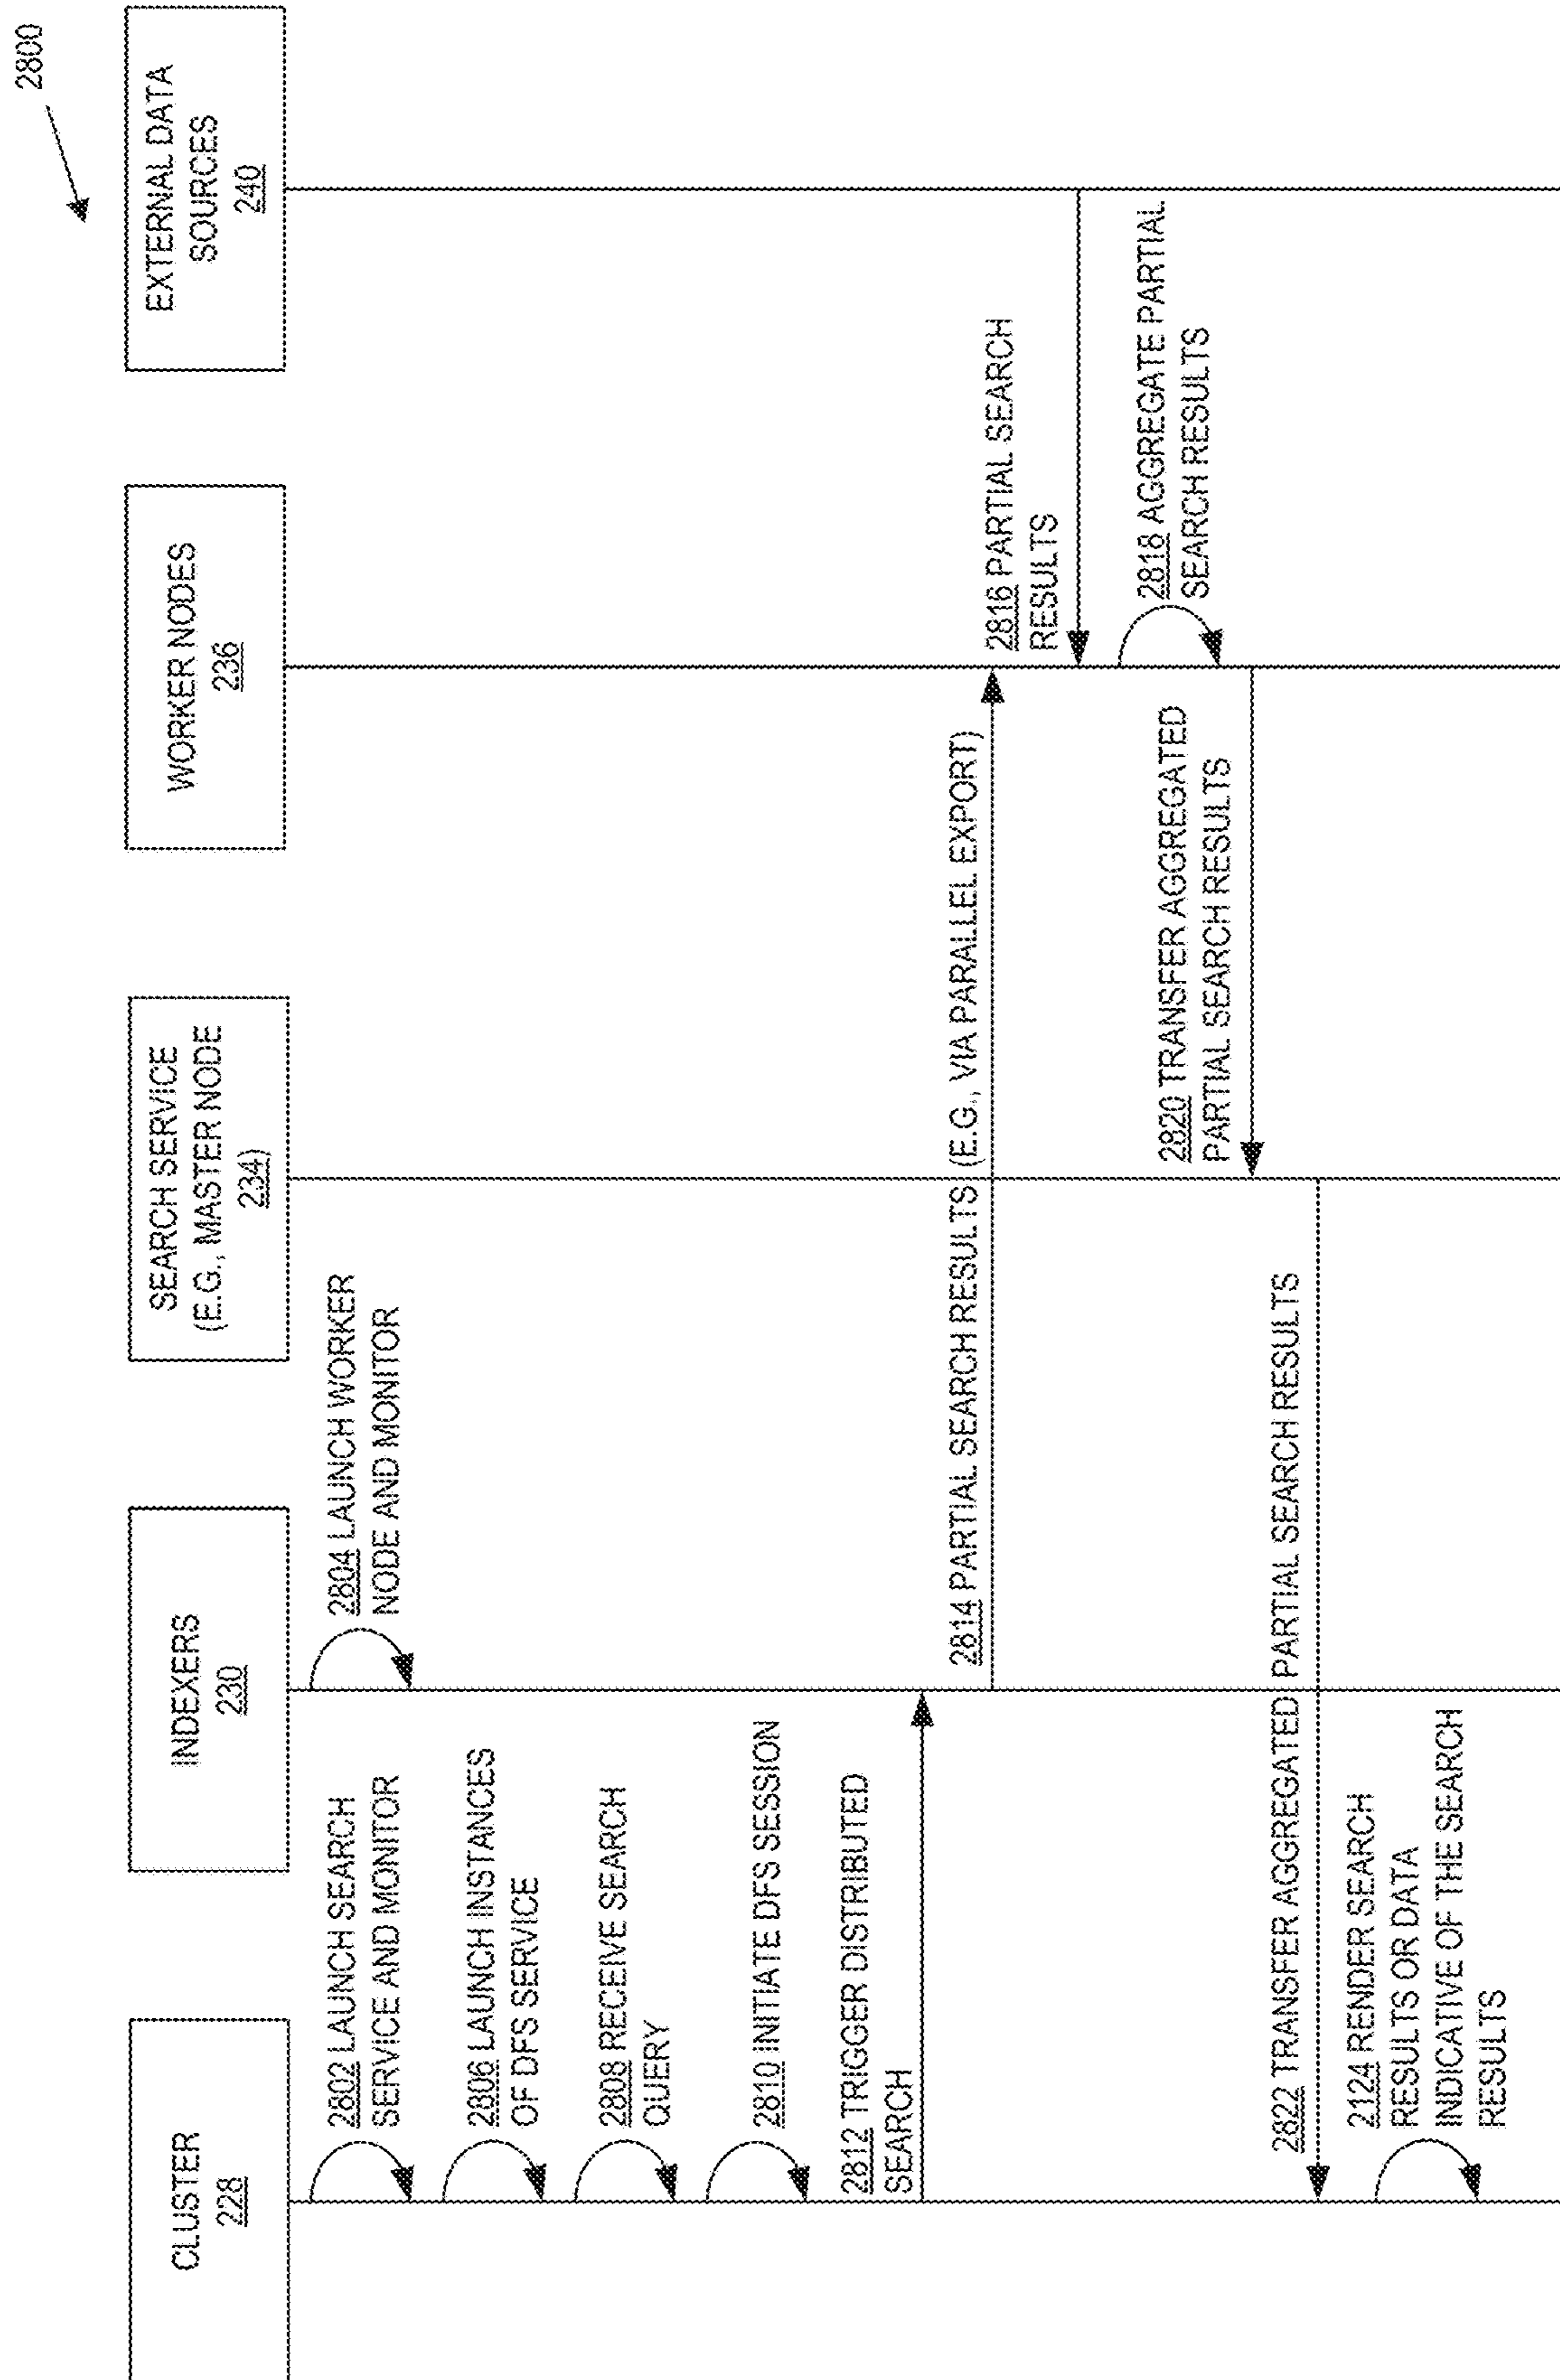 2800
CLUSTER
228
INDEXERS
230
SEARCH SERVICE
(E.G., MASTER NODE
234)
WORKER NODES
236
EXTERNAL DATA
SOURCES
240
2802 LAUNCH SEARCH
SERVICE AND MONITOR
2804 LAUNCH WORKER
NODE AND MONITOR
2806 LAUNCH INSTANCES
OF DFS SERVICE
2808 RECEIVE SEARCH
QUERY
2810 INITIATE DFS SESSION
2812 TRIGGER DISTRIBUTED
SEARCH
2814 PARTIAL SEARCH RESULTS (E.G., VIA PARALLEL EXPORT)
2816 PARTIAL SEARCH
RESULTS
2818 AGGREGATE PARTIAL
SEARCH RESULTS
2820 TRANSFER AGGREGATED
PARTIAL SEARCH RESULTS
2822 TRANSFER AGGREGATED PARTIAL SEARCH RESULTS
2124 RENDER SEARCH
RESULTS OR DATA
INDICATIVE OF THE SEARCH
RESULTS